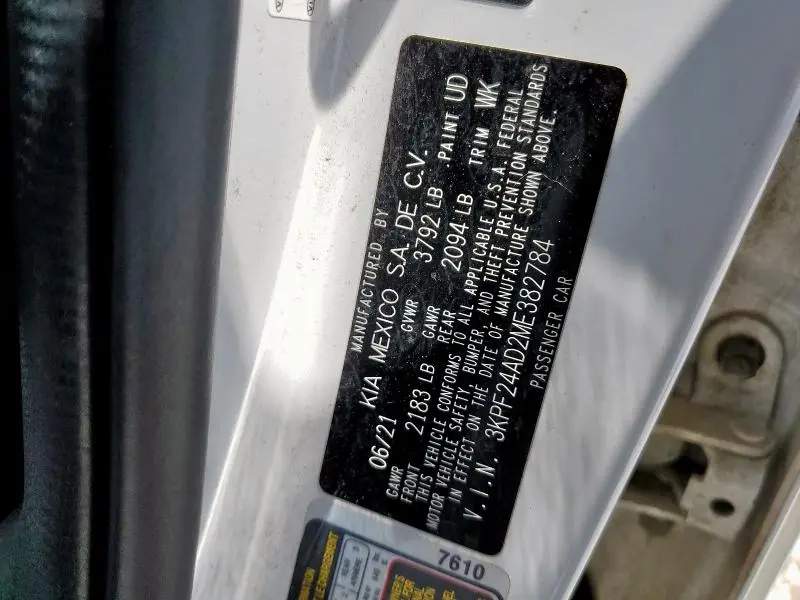 MANUFACTURED BY
06/21 KIA MEXICO S.A. DE C.V.
GVWR 3792 LB PAINT UD
GAWR FRONT 2183 LB GAWR REAR 2094 LB TRIM WK
THIS VEHICLE CONFORMS TO ALL APPLICABLE U.S.A. FEDERAL
MOTOR VEHICLE SAFETY, BUMPER, AND THEFT PREVENTION STANDARDS
IN EFFECT ON THE DATE OF MANUFACTURE SHOWN ABOVE.
V.I.N. 3KPF24AD2ME382784
PASSENGER CAR
7610